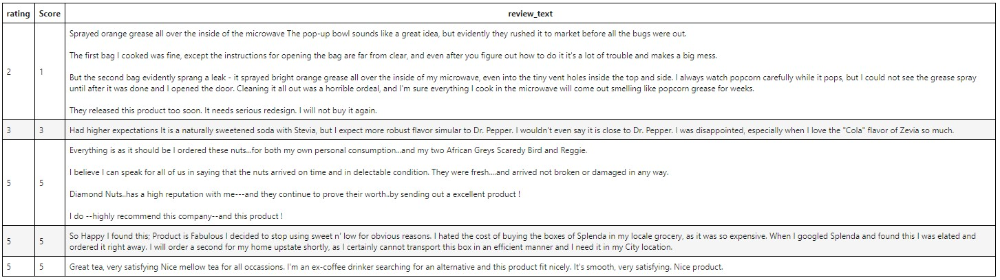 rating Score review_text
2 1 Sprayed orange grease all over the inside of the microwave The pop-up bowl sounds like a great idea, but evidently they rushed it to market before all the bugs were out.
The first bag I cooked was fine, except the instructions for opening the bag are far from clear, and even after you figure out how to do it it's a lot of trouble and makes a big mess.
But the second bag evidently sprang a leak - it sprayed bright orange grease all over the inside of my microwave, even into the tiny vent holes inside the top and side. I always watch popcorn carefully while it pops, but I could not see the grease spray
until after it was done and I opened the door. Cleaning it all out was a horrible ordeal, and I'm sure everything I cook in the microwave will come out smelling like popcorn grease for weeks.
They released this product too soon. It needs serious redesign. I will not buy it again.
3 3 Had higher expectations It is a naturally sweetened soda with Stevia, but I expect more robust flavor simular to Dr. Pepper. I wouldn't even say it is close to Dr. Pepper. I was disappointed, especially when I love the "Cola" flavor of Zevia so much.
5 5 Everything is as it should be I ordered these nuts...for both my own personal consumption...and my two African Greys Scaredy Bird and Reggie.
I believe I can speak for all of us in saying that the nuts arrived on time and in delectable condition. They were fresh....and arrived not broken or damaged in any way.
Diamond Nuts..has a high reputation with me---and they continue to prove their worth..by sending out a excellent product !
I do --highly recommend this company--and this product !
5 5 So Happy I found this; Product is Fabulous I decided to stop using sweet n' low for obvious reasons. I hated the cost of buying the boxes of Splenda in my locale grocery, as it was so expensive. When I googled Splenda and found this I was elated and
ordered it right away. I will order a second for my home upstate shortly, as I certainly cannot transport this box in an efficient manner and I need it in my City location.
5 5 Great tea, very satisfying Nice mellow tea for all occassions. I'm an ex-coffee drinker searching for an alternative and this product fit nicely. It's smooth, very satisfying. Nice product.